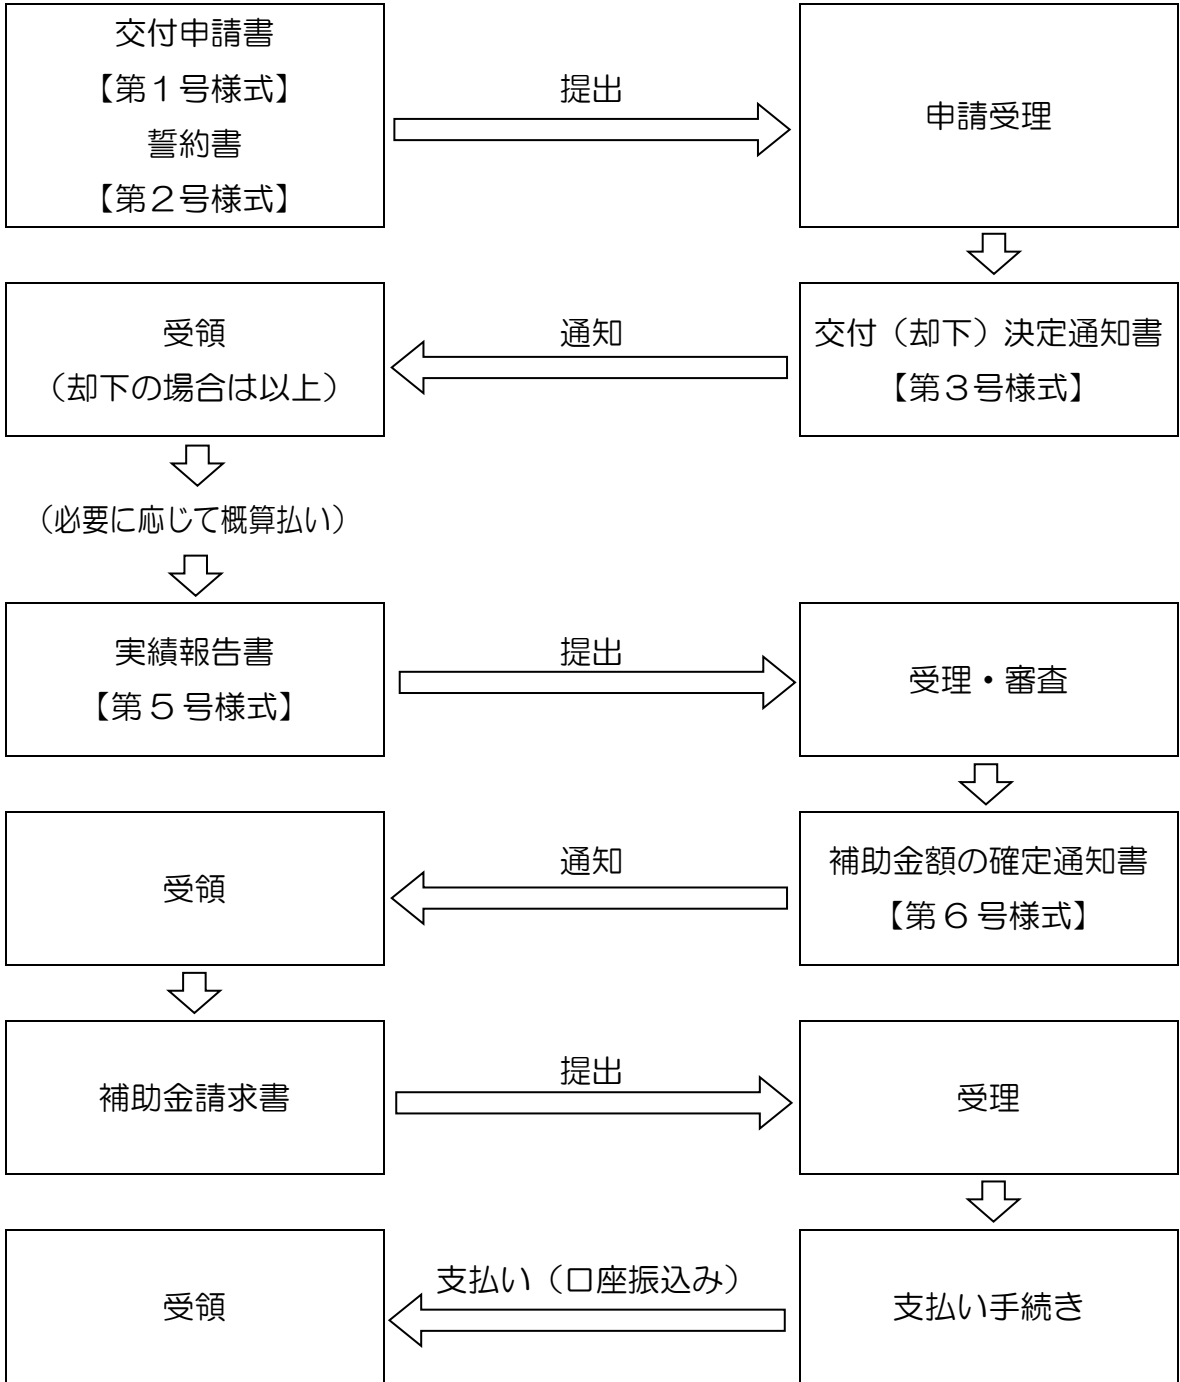 交付申請書
【第１号様式】
誓約書
【第２号様式】
提出
申請受理
受領
（却下の場合は以上）
通知
交付（却下）決定通知書
【第３号様式】
（必要に応じて概算払い）
実績報告書
【第５号様式】
提出
受理・審査
受領
通知
補助金額の確定通知書
【第６号様式】
補助金請求書
提出
受理
受領
支払い（口座振込み）
支払い手続き